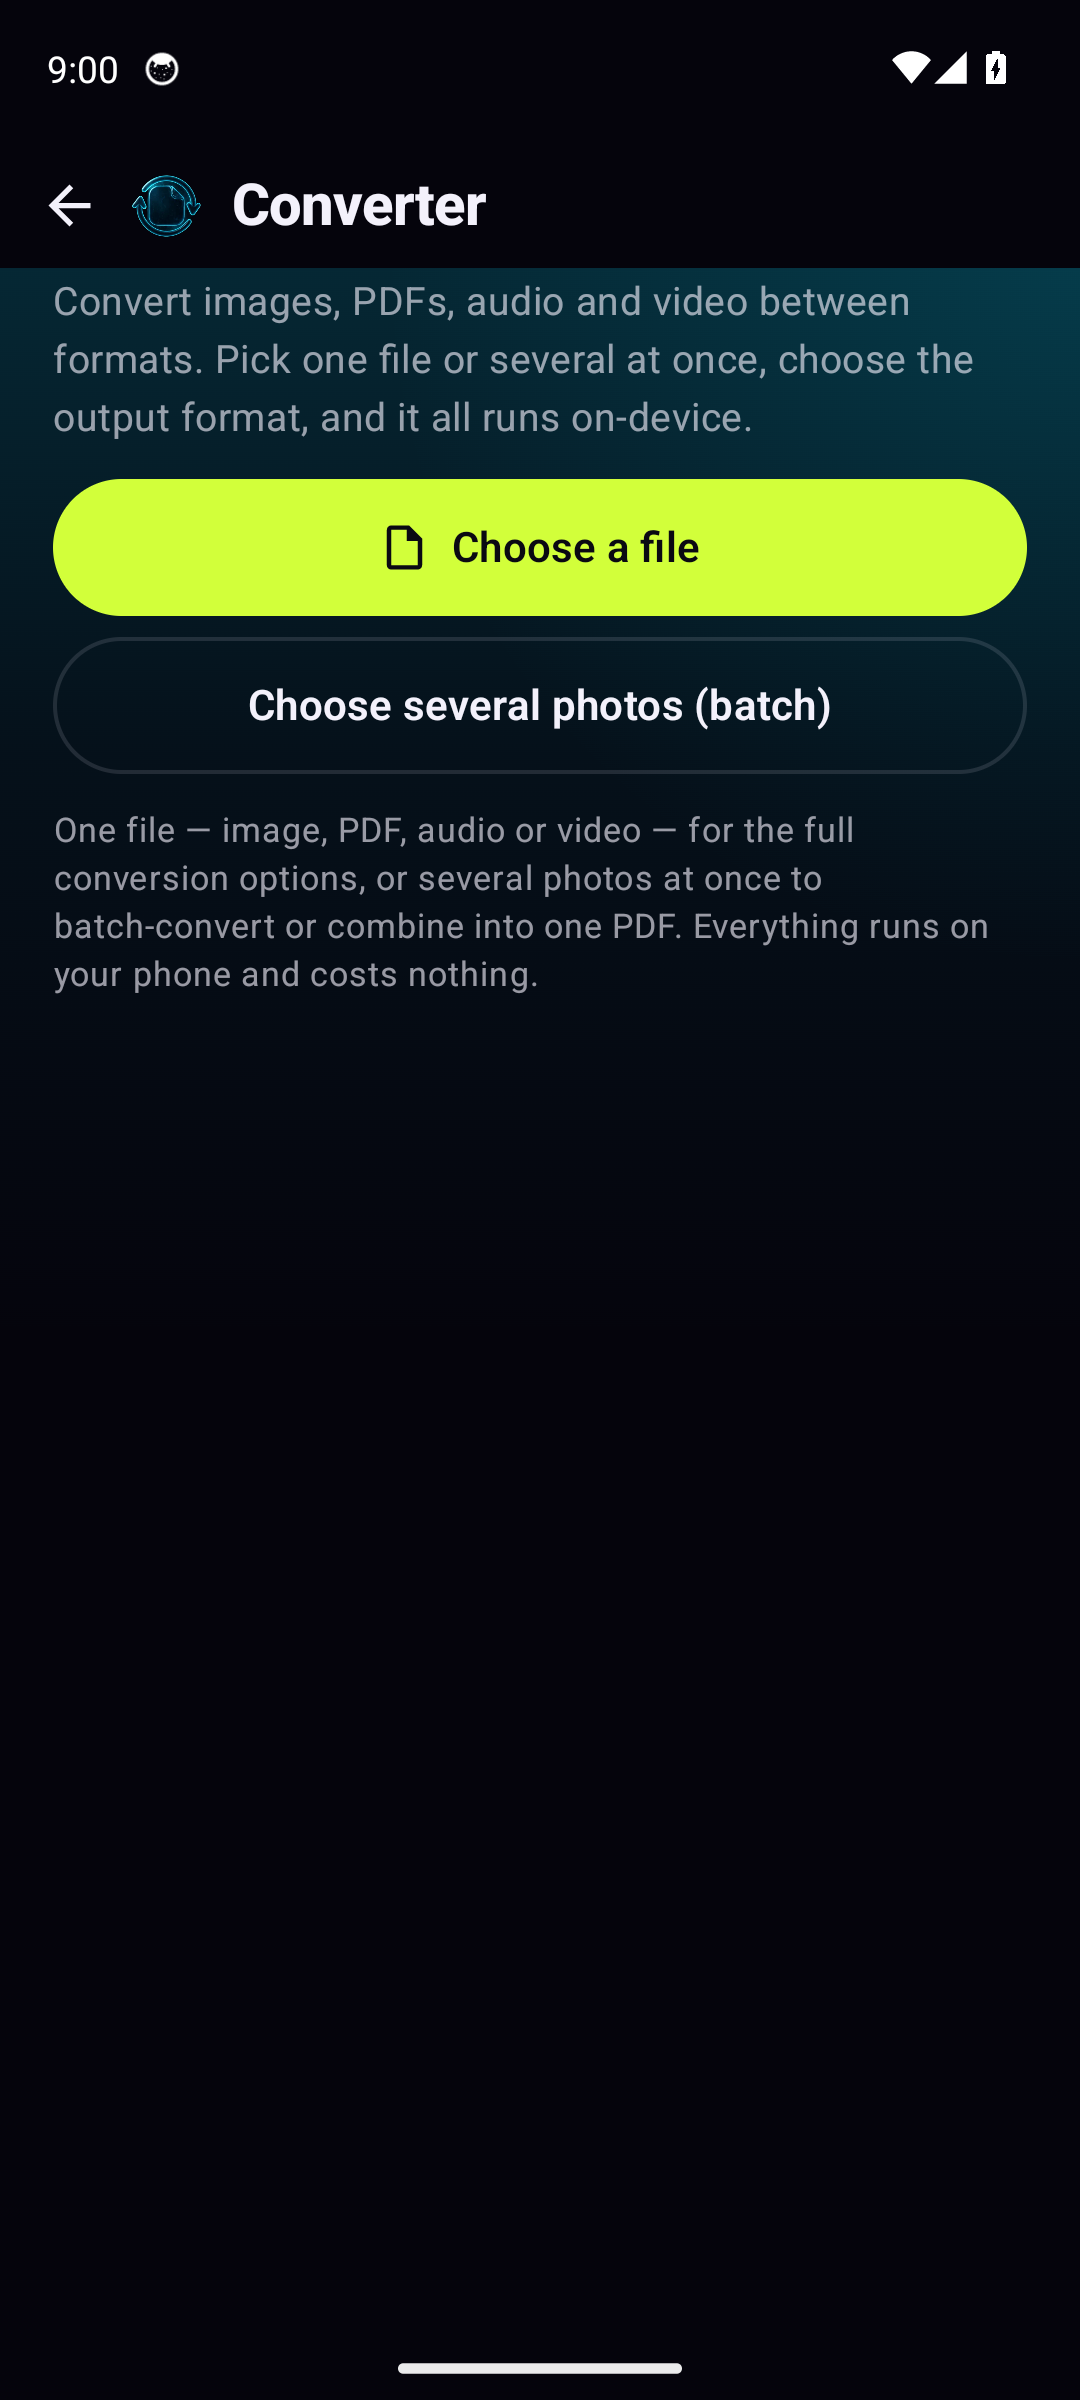 9:00
Converter
Convert images, PDFs, audio and video between
formats. Pick one file or several at once, choose the
output format, and it all runs on-device.
Choose a file
Choose several photos (batch)
One file — image, PDF, audio or video — for the full
conversion options, or several photos at once to
batch-convert or combine into one PDF. Everything runs on
your phone and costs nothing.